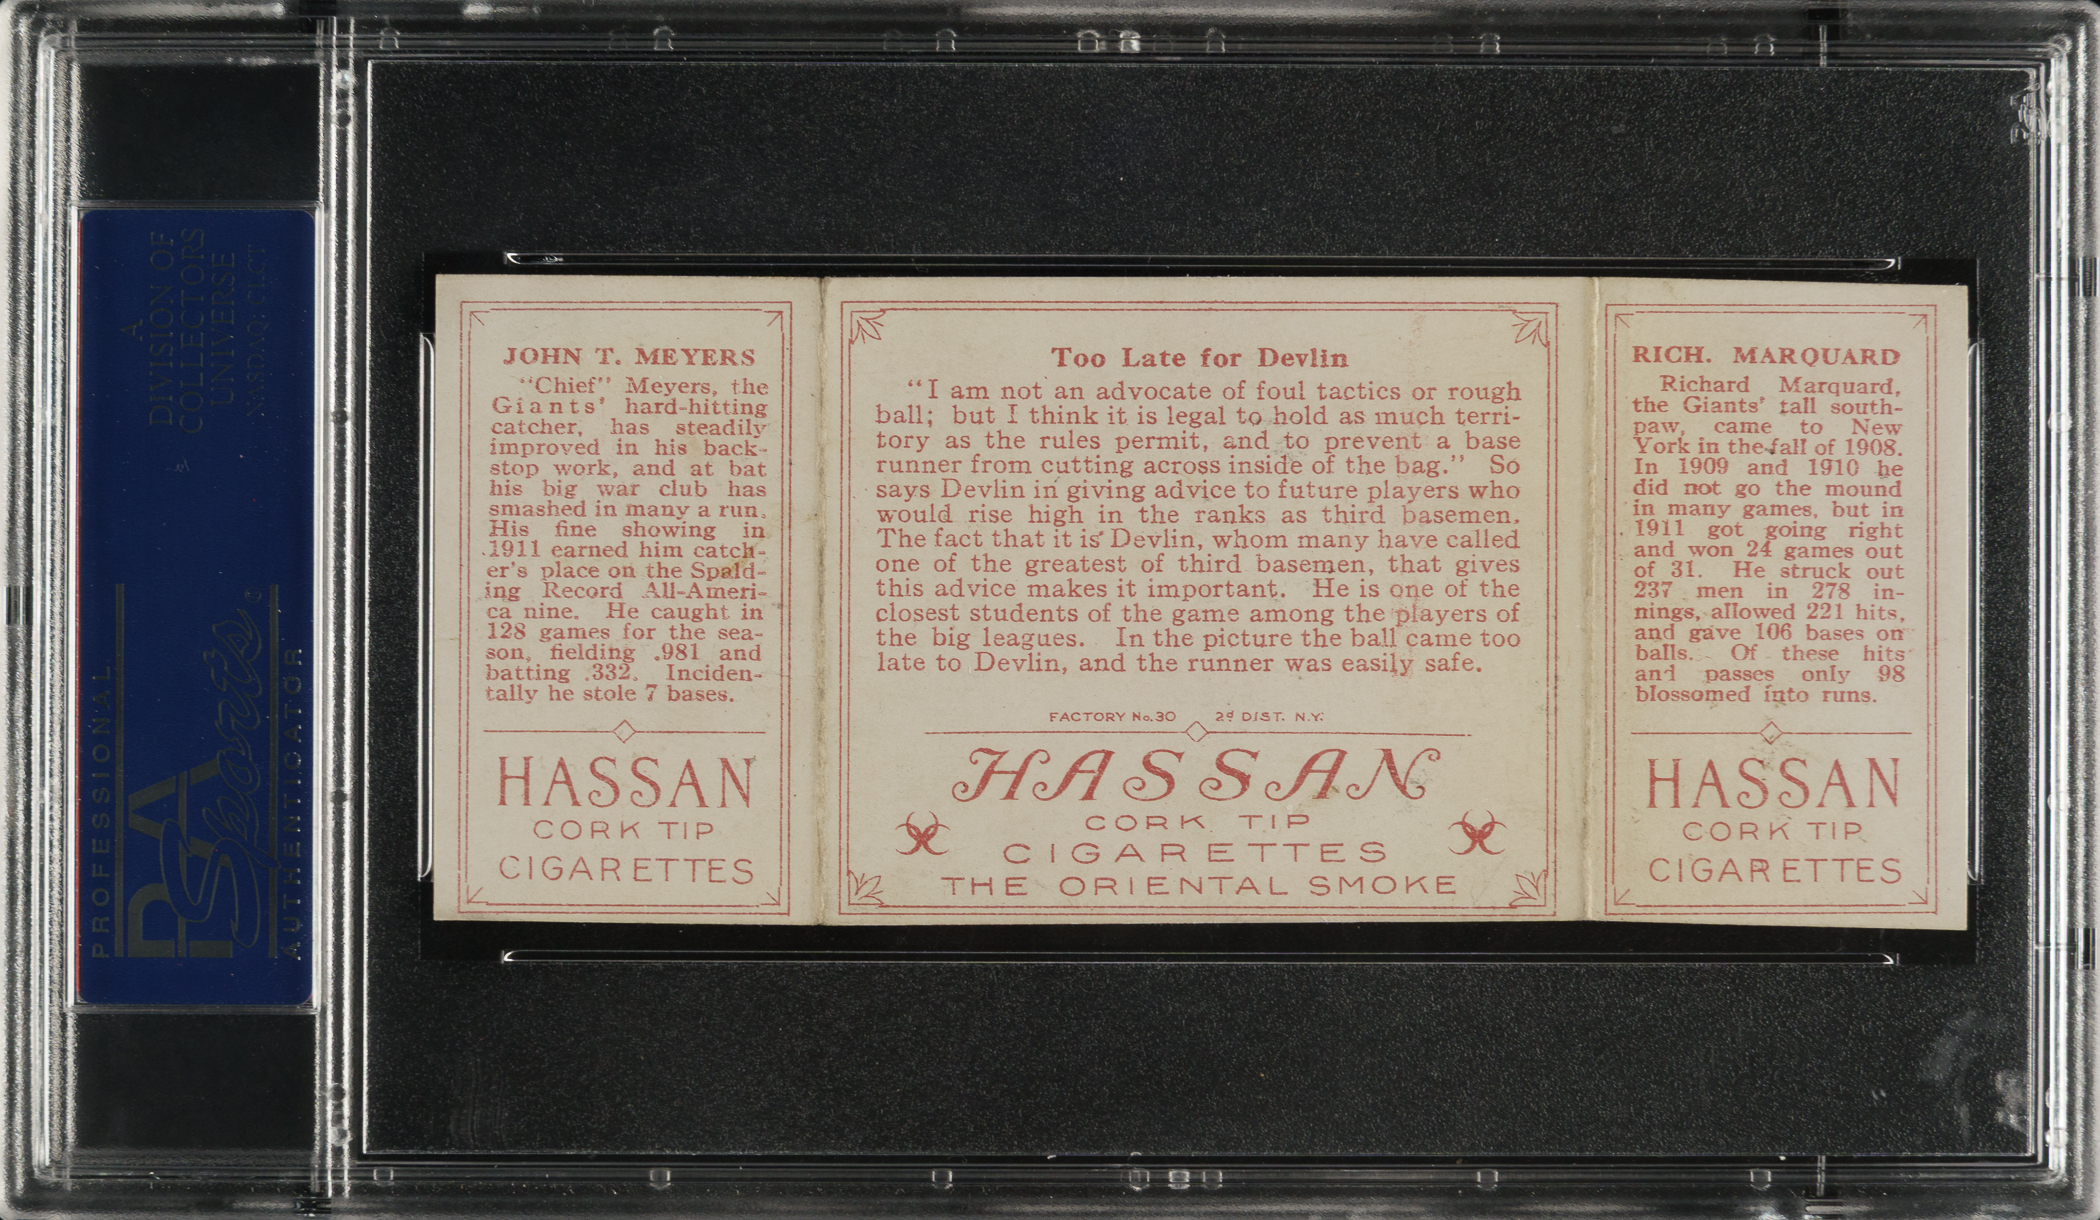 A
DIVISION OF
COLLECTORS
UNIVERSE
NASDAQ: CLCT
PROFESSIONAL
PSA
Sports
AUTHENTICATOR
JOHN T. MEYERS
"Chief" Meyers, the
Giants' hard-hitting
catcher, has steadily
improved in his back-
stop work, and at bat
his big war club has
smashed in many a run.
His fine showing in
1911 earned him catch-
er's place on the Spald-
ing Record All-Ameri-
ca nine. He caught in
128 games for the sea-
son, fielding .981 and
batting .332. Inciden-
tally he stole 7 bases.
HASSAN
CORK TIP
CIGARETTES
Too Late for Devlin
"I am not an advocate of foul tactics or rough
ball; but I think it is legal to hold as much terri-
tory as the rules permit, and to prevent a base
runner from cutting across inside of the bag." So
says Devlin in giving advice to future players who
would rise high in the ranks as third basemen.
The fact that it is Devlin, whom many have called
one of the greatest of third basemen, that gives
this advice makes it important. He is one of the
closest students of the game among the players of
the big leagues. In the picture the ball came too
late to Devlin, and the runner was easily safe.
FACTORY No. 30 2d DIST. N.Y.
HASSAN
CORK TIP
CIGARETTES
THE ORIENTAL SMOKE
RICH. MARQUARD
Richard Marquard,
the Giants' tall south-
paw, came to New
York in the fall of 1908.
In 1909 and 1910 he
did not go the mound
in many games, but in
1911 got going right
and won 24 games out
of 31. He struck out
237 men in 278 in-
nings, allowed 221 hits,
and gave 106 bases on
balls. Of these hits
and passes only 98
blossomed into runs.
HASSAN
CORK TIP
CIGARETTES